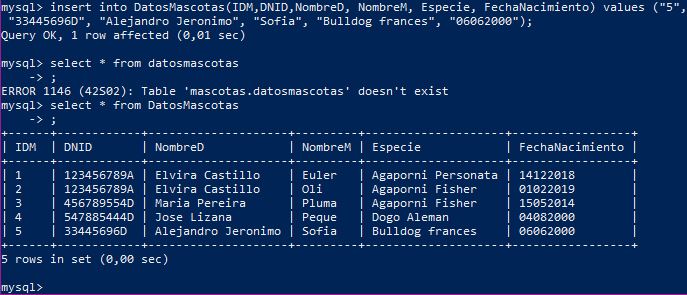 mysql> insert into DatosMascotas(IDM,DNID,NombreD, NombreM, Especie, FechaNacimiento) values ("5",
"33445696D", "Alejandro Jeronimo", "Sofia", "Bulldog frances", "06062000");
Query OK, 1 row affected (0,01 sec)
mysql> select * from datosmascotas
-> ;
ERROR 1146 (42S02): Table 'mascotas.datosmascotas' doesn't exist
mysql> select * from DatosMascotas
-> ;
+-----+------------+--------------------+---------+--------------------+-----------------+
| IDM | DNID | NombreD | NombreM | Especie | FechaNacimiento |
+-----+------------+--------------------+---------+--------------------+-----------------+
| 1 | 123456789A | Elvira Castillo | Euler | Agaporni Personata | 14122018 |
| 2 | 123456789A | Elvira Castillo | Oli | Agaporni Fisher | 01022019 |
| 3 | 456789554D | Maria Pereira | Pluma | Agaporni Fisher | 15052014 |
| 4 | 547885444D | Jose Lizana | Peque | Dogo Aleman | 04082000 |
| 5 | 33445696D | Alejandro Jeronimo | Sofia | Bulldog frances | 06062000 |
+-----+------------+--------------------+---------+--------------------+-----------------+
5 rows in set (0,00 sec)
mysql>